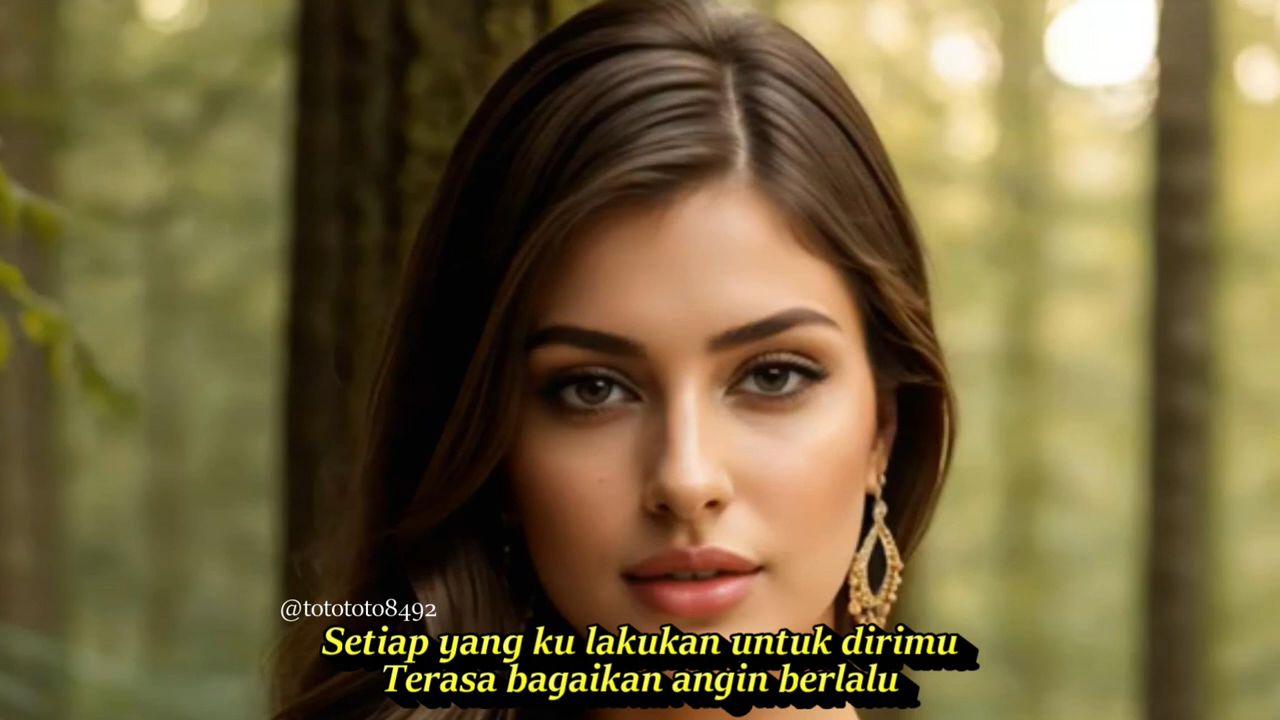 @totototo8492
Setiap yang ku lakukan untuk dirimu
Terasa bagaikan angin berlalu